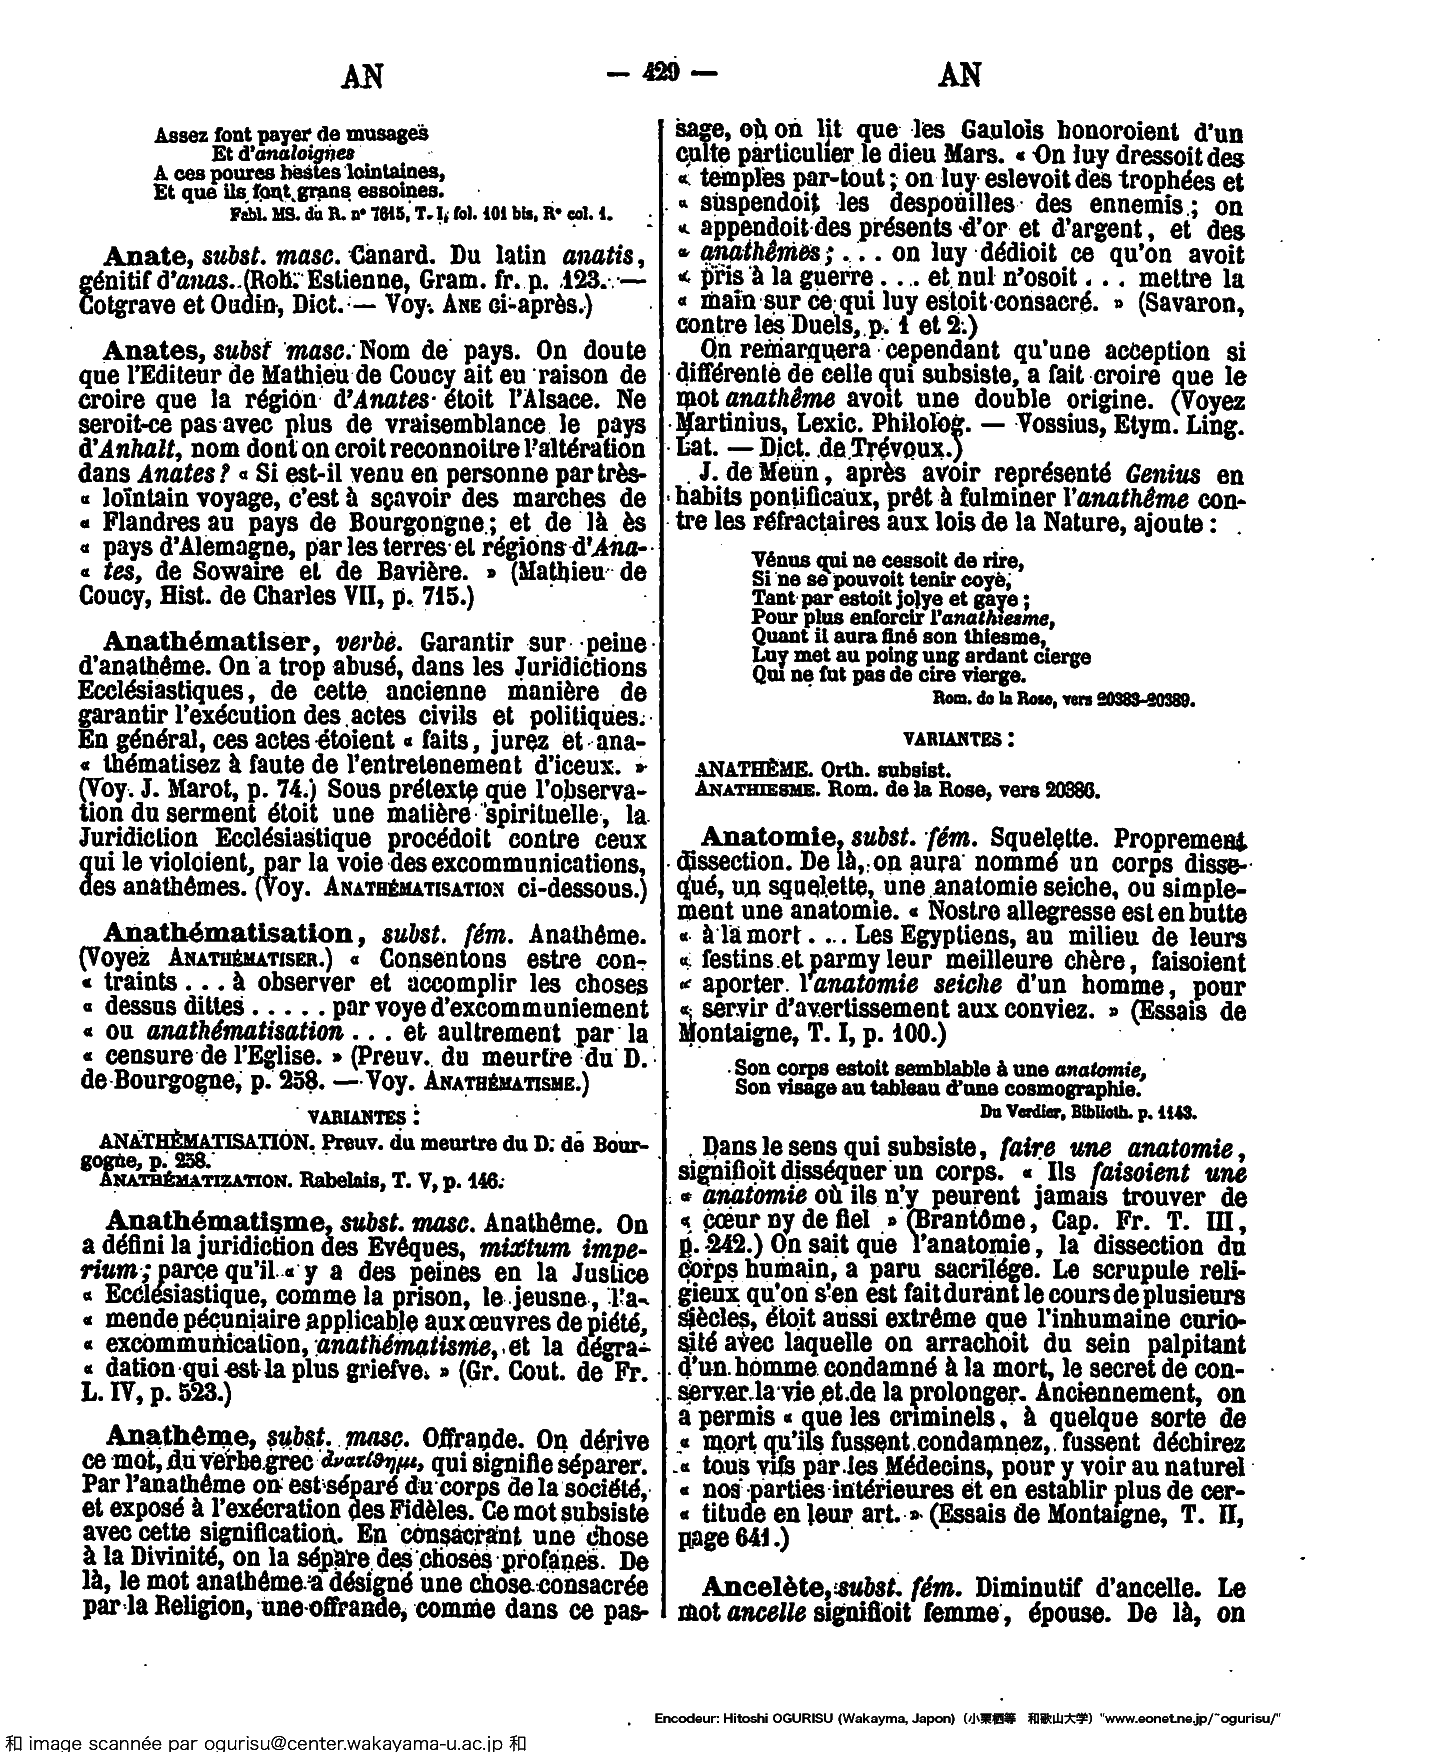 AN — 429 — AN
Assez font payer de musages
Et d'analoignes
A ces poures hestes lointaines,
Et que ils font grans essoines.
Fabl. MS. du R. n° 7615, T. I, fol. 101 bis, R° col. 1.
Anate, subst. masc. Canard. Du latin anatis,
génitif d'anas. (Rob. Estienne, Gram. fr. p. 123. —
Cotgrave et Oudin, Dict. — Voy. ANE ci-après.)
Anates, subst masc. Nom de pays. On doute
que l'Editeur de Mathieu de Coucy ait eu raison de
croire que la région d'Anates étoit l'Alsace. Ne
seroit-ce pas avec plus de vraisemblance le pays
d'Anhalt, nom dont on croit reconnoitre l'altération
dans Anates? « Si est-il venu en personne par très-
« lointain voyage, c'est à sçavoir des marches de
« Flandres au pays de Bourgongne; et de là ès
« pays d'Alemagne, par les terres et régions d'Ana-
« tes, de Sowaire et de Bavière. » (Mathieu de
Coucy, Hist. de Charles VII, p. 715.)
Anathématiser, verbe. Garantir sur peine
d'anathême. On a trop abusé, dans les Juridictions
Ecclésiastiques, de cette ancienne manière de
garantir l'exécution des actes civils et politiques.
En général, ces actes étoient « faits, jurez et ana-
« thématisez à faute de l'entretenement d'iceux. »
(Voy. J. Marot, p. 74.) Sous prétexte que l'observa-
tion du serment étoit une matière spirituelle, la
Juridiction Ecclésiastique procédoit contre ceux
qui le violoient, par la voie des excommunications,
des anathêmes. (Voy. ANATHÉMATISATION ci-dessous.)
Anathématisation, subst. fém. Anathême.
(Voyez ANATHÉMATISER.) « Consentons estre con-
« traints . . . à observer et accomplir les choses
« dessus dittes . . . . . par voye d'excommuniement
« ou anathématisation . . . et aultrement par la
« censure de l'Eglise. » (Preuv. du meurtre du D.
de Bourgogne, p. 258. — Voy. ANATHÉMATISME.)
VARIANTES :
ANATHÉMATISATION. Preuv. du meurtre du D. de Bour-
gogne, p. 258.
ANATHÉMATIZATION. Rabelais, T. V, p. 146.
Anathématisme, subst. masc. Anathême. On
a défini la juridiction des Evêques, mixtum impe-
rium; parce qu'il « y a des peines en la Justice
« Ecclésiastique, comme la prison, le jeusne, l'a-
« mende pécuniaire applicable aux œuvres de piété,
« excommunication, anathématisme, et la dégra-
« dation qui est la plus griefve. » (Gr. Cout. de Fr.
L. IV, p. 523.)
Anathême, subst. masc. Offrande. On dérive
ce mot, du verbe grec ἀνατίθημι, qui signifie séparer.
Par l'anathême on est séparé du corps de la société,
et exposé à l'exécration des Fidèles. Ce mot subsiste
avec cette signification. En consacrant une chose
à la Divinité, on la sépare des choses profanes. De
là, le mot anathême a désigné une chose consacrée
par la Religion, une offrande, comme dans ce pas-
sage, où on lit que les Gaulois honoroient d'un
culte particulier le dieu Mars. « On luy dressoit des
« temples par-tout; on luy eslevoit des trophées et
« suspendoit les despouilles des ennemis; on
« appendoit des présents d'or et d'argent, et des
« anathêmes; . . . on luy dédioit ce qu'on avoit
« pris à la guerre . . . et nul n'osoit . . . mettre la
« main sur ce qui luy estoit consacré. » (Savaron,
contre les Duels, p. 1 et 2.)
On remarquera cependant qu'une acception si
différente de celle qui subsiste, a fait croire que le
mot anathême avoit une double origine. (Voyez
Martinius, Lexic. Philolog. — Vossius, Etym. Ling.
Lat. — Dict. de Trévoux.)
J. de Meun, après avoir représenté Genius en
habits pontificaux, prêt à fulminer l'anathême con-
tre les réfractaires aux lois de la Nature, ajoute :
Vénus qui ne cessoit de rire,
Si ne se pouvoit tenir coye,
Tant par estoit jolye et gaye ;
Pour plus enforcir l'anathiesme,
Quant il aura finé son thiesme,
Luy met au poing ung ardant cierge
Qui ne fut pas de cire vierge.
Rom. de la Rose, vers 20383-20389.
VARIANTES :
ANATHÊME. Orth. subsist.
ANATHIESME. Rom. de la Rose, vers 20386.
Anatomie, subst. fém. Squelette. Proprement
dissection. De là, on aura nommé un corps dissé-
qué, un squelette, une anatomie seiche, ou simple-
ment une anatomie. « Nostre allegresse est en butte
« à la mort . . . . Les Egyptiens, au milieu de leurs
« festins et parmy leur meilleure chère, faisoient
« aporter l'anatomie seiche d'un homme, pour
« servir d'avertissement aux conviez. » (Essais de
Montaigne, T. I, p. 100.)
Son corps estoit semblable à une anatomie,
Son visage au tableau d'une cosmographie.
Du Verdier, Biblioth. p. 1143.
Dans le sens qui subsiste, faire une anatomie,
signifioit disséquer un corps. « Ils faisoient une
« anatomie où ils n'y peurent jamais trouver de
« cœur ny de fiel » (Brantôme, Cap. Fr. T. III,
p. 242.) On sait que l'anatomie, la dissection du
corps humain, a paru sacrilége. Le scrupule reli-
gieux qu'on s'en est fait durant le cours de plusieurs
siècles, étoit aussi extrême que l'inhumaine curio-
sité avec laquelle on arrachoit du sein palpitant
d'un homme condamné à la mort, le secret de con-
server la vie et de la prolonger. Anciennement, on
a permis « que les criminels, à quelque sorte de
« mort qu'ils fussent condamnez, fussent déchirez
« tous vifs par les Médecins, pour y voir au naturel
« nos parties intérieures et en establir plus de cer-
« titude en leur art. » (Essais de Montaigne, T. II,
page 641.)
Ancelète, subst. fém. Diminutif d'ancelle. Le
mot ancelle signifioit femme, épouse. De là, on
Encodeur: Hitoshi OGURISU (Wakayma, Japon) (小栗栖等 和歌山大学) "www.eonet.ne.jp/~ogurisu/"
和 image scannée par ogurisu@center.wakayama-u.ac.jp 和